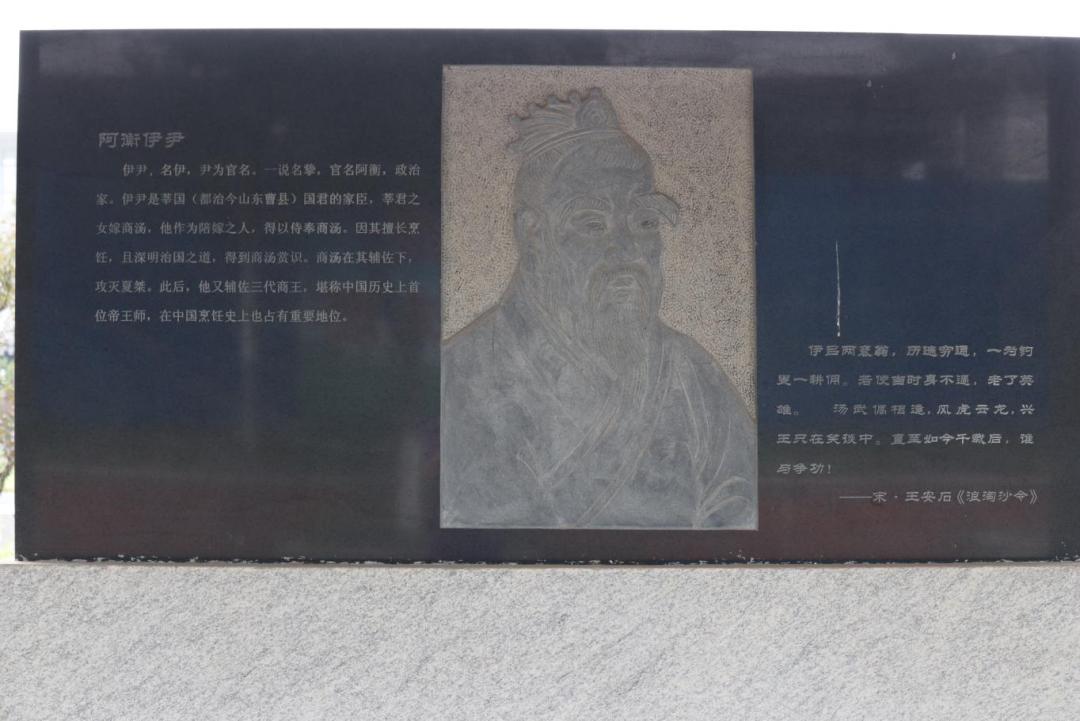 阿衡伊尹
伊尹，名伊，尹为官名。一说名挚，官名阿衡，政治
家。伊尹是莘国（都治今山东曹县）国君的家臣，莘君之
女嫁商汤，他作为陪嫁之人，得以侍奉商汤。因其擅长烹
饪，且深明治国之道，得到商汤赏识。商汤在其辅佐下，
攻灭夏桀。此后，他又辅佐三代商王，堪称中国历史上首
位帝王师，在中国烹饪史上也占有重要地位。
伊吕两衰翁，历遍穷通，一为钓
叟一耕佣。若使当时身不遇，老了英
雄。 汤武偶相逢，风虎云龙，兴
王只在笑谈中。直至如今千载后，谁
与争功！
——宋·王安石《浪淘沙令》